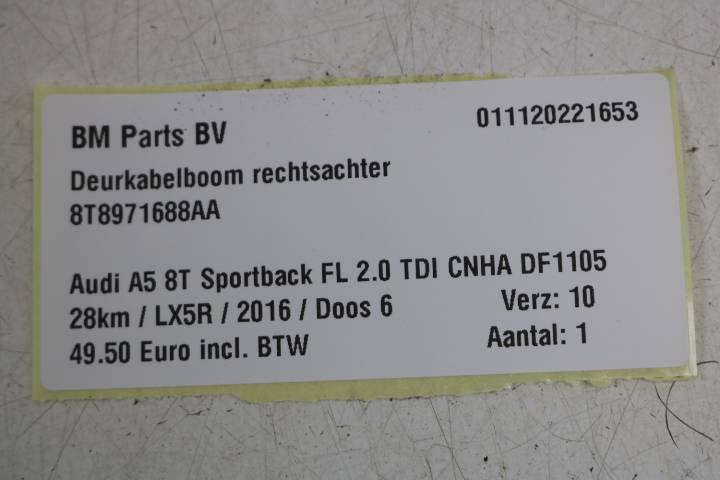 BM Parts BV 011120221653
Deurkabelboom rechtsachter
8T8971688AA
Audi A5 8T Sportback FL 2.0 TDI CNHA DF1105
28km / LX5R / 2016 / Doos 6 Verz: 10
49.50 Euro incl. BTW Aantal: 1